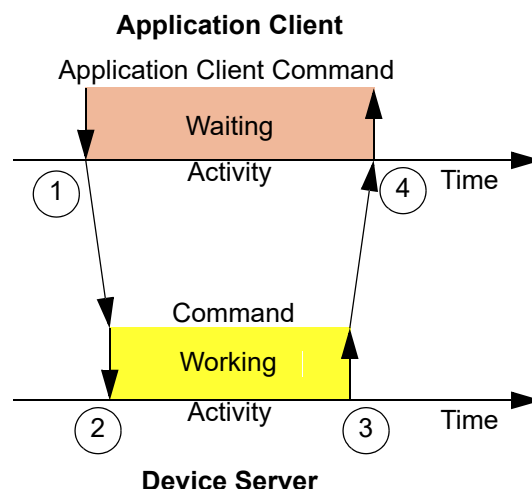 Application Client
Application Client Command
Waiting
Activity
1
4
Time
Command
Working
Activity
2
3
Time
Device Server